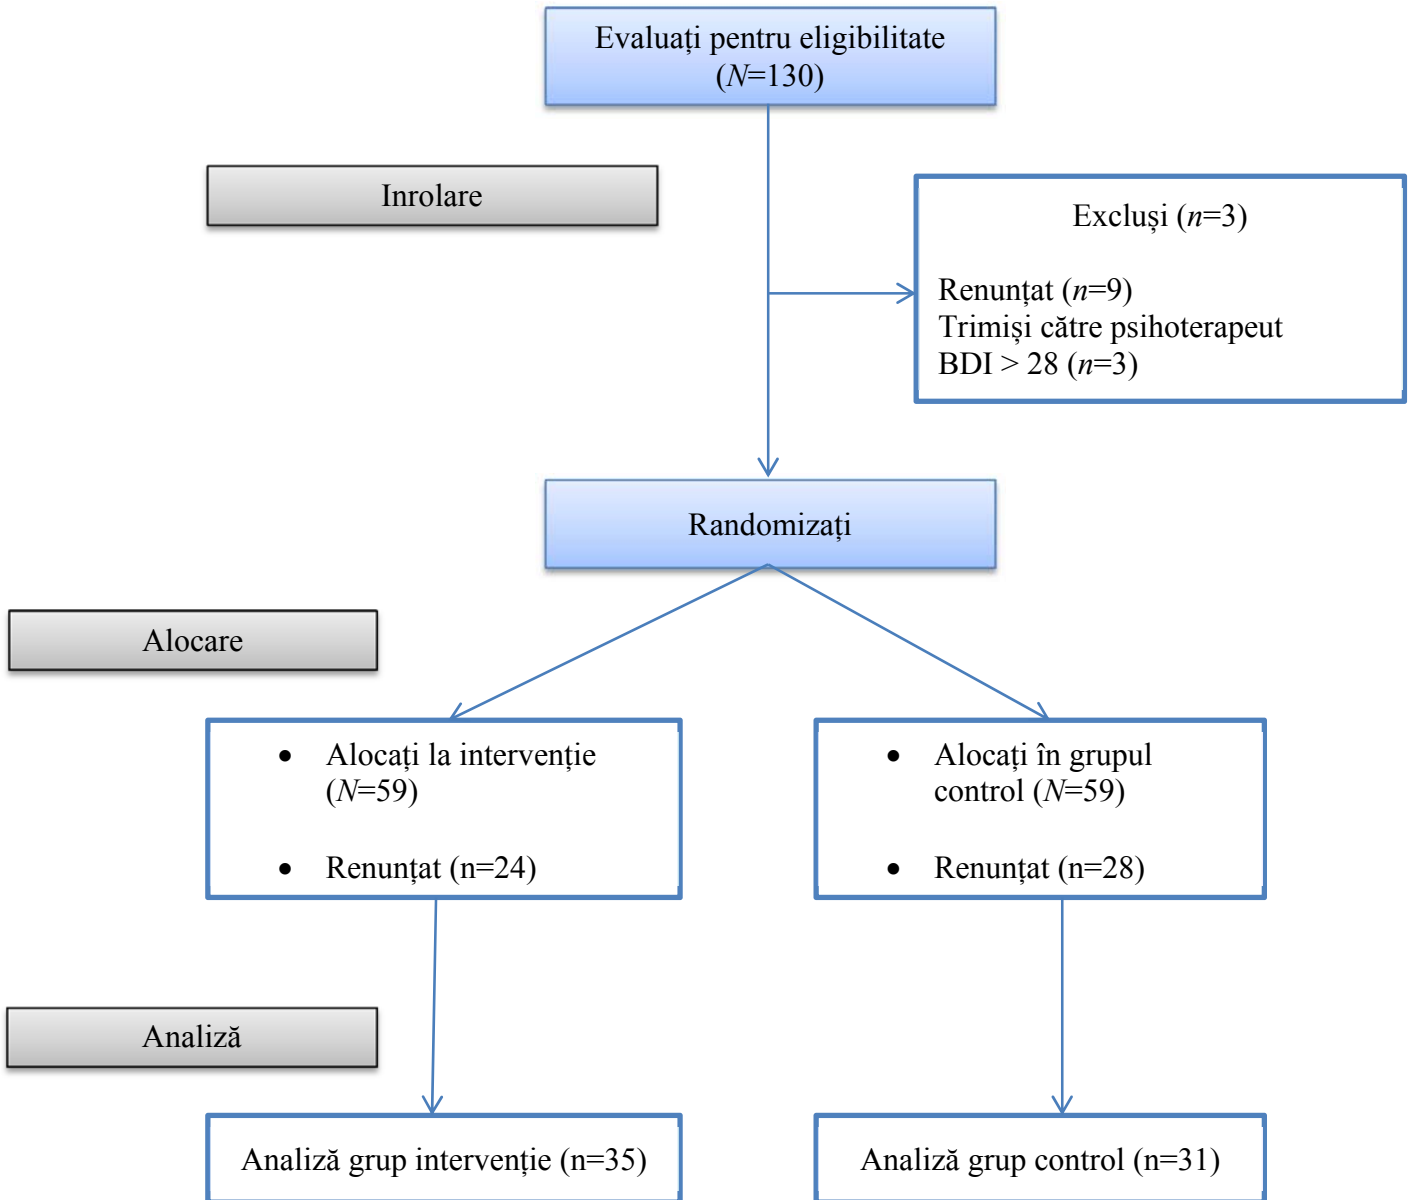 Evaluați pentru eligibilitate
(N=130)
Inrolare
Excluși (n=3)
Renunțat (n=9)
Trimiși către psihoterapeut
BDI > 28 (n=3)
Randomizați
Alocare
• Alocați la intervenție
(N=59)
• Renunțat (n=24)
• Alocați în grupul
control (N=59)
• Renunțat (n=28)
Analiză
Analiză grup intervenție (n=35)
Analiză grup control (n=31)